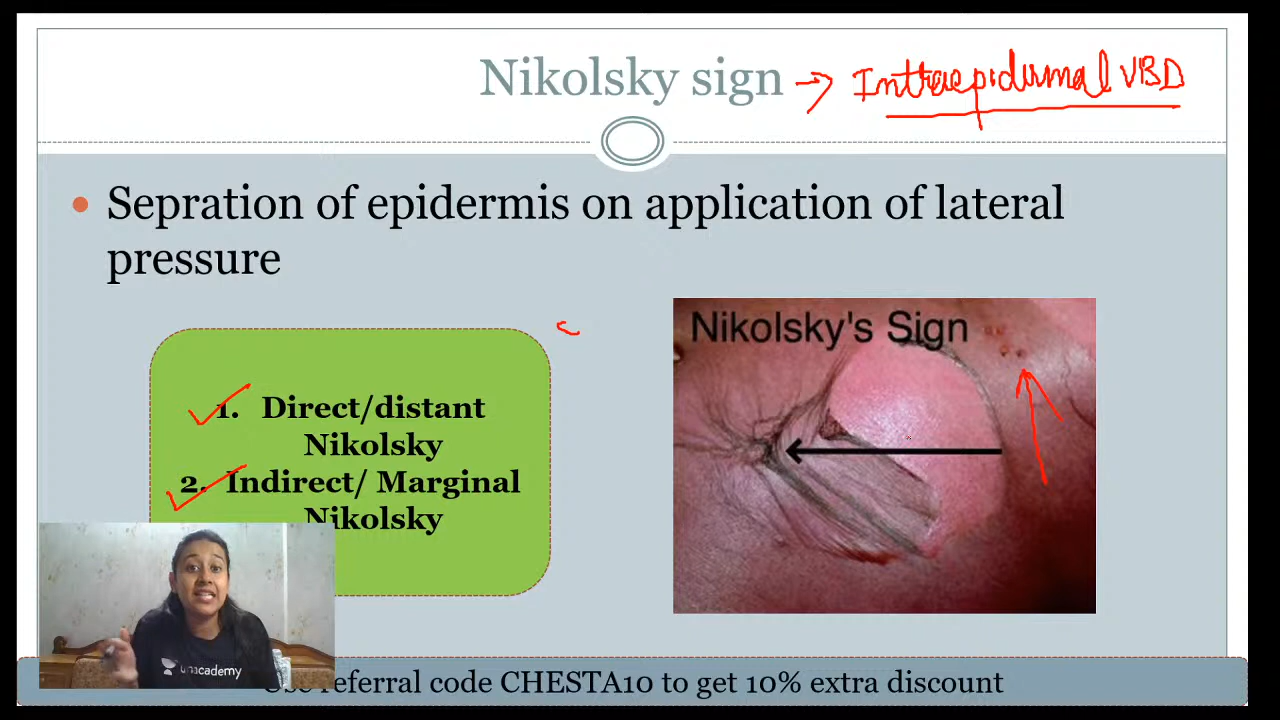 Nikolsky sign → Intraepidermal VBD
• Sepration of epidermis on application of lateral
pressure
1. Direct/distant
Nikolsky
2. Indirect/ Marginal
Nikolsky
Nikolsky's Sign
unacademy
referral code CHESTA10 to get 10% extra discount